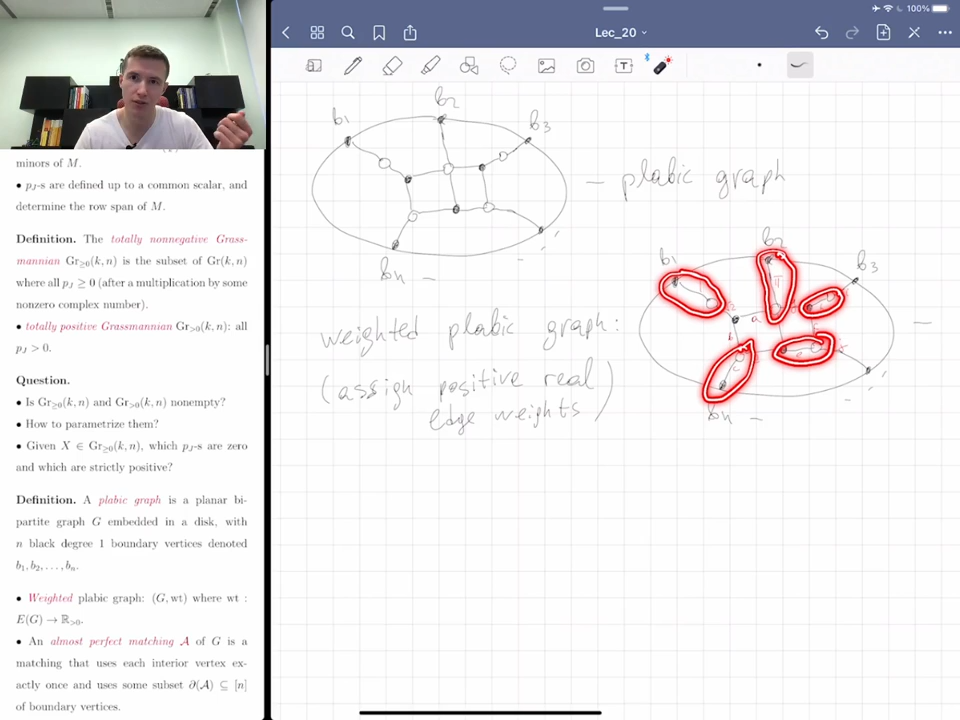 100%
Lec_20
minors of M.
• p_J-s are defined up to a common scalar, and
determine the row span of M.
Definition. The totally nonnegative Grass-
mannian Gr≥0(k, n) is the subset of Gr(k, n)
where all p_J ≥ 0 (after a multiplication by some
nonzero complex number).
• totally positive Grassmannian Gr>0(k, n): all
p_J > 0.
Question.
• Is Gr≥0(k, n) and Gr>0(k, n) nonempty?
• How to parametrize them?
• Given X ∈ Gr≥0(k, n), which p_J-s are zero
and which are strictly positive?
Definition. A plabic graph is a planar bi-
partite graph G embedded in a disk, with
n black degree 1 boundary vertices denoted
b₁, b₂, . . . , bₙ.
• Weighted plabic graph: (G, wt) where wt :
E(G) → ℝ>0.
• An almost perfect matching 𝒜 of G is a
matching that uses each interior vertex ex-
actly once and uses some subset ∂(𝒜) ⊆ [n]
of boundary vertices.
b₁ b₂ b₃
bₙ
– plabic graph
weighted plabic graph:
(assign positive real
edge weights)
b₁ b₂ b₃
a
bₙ